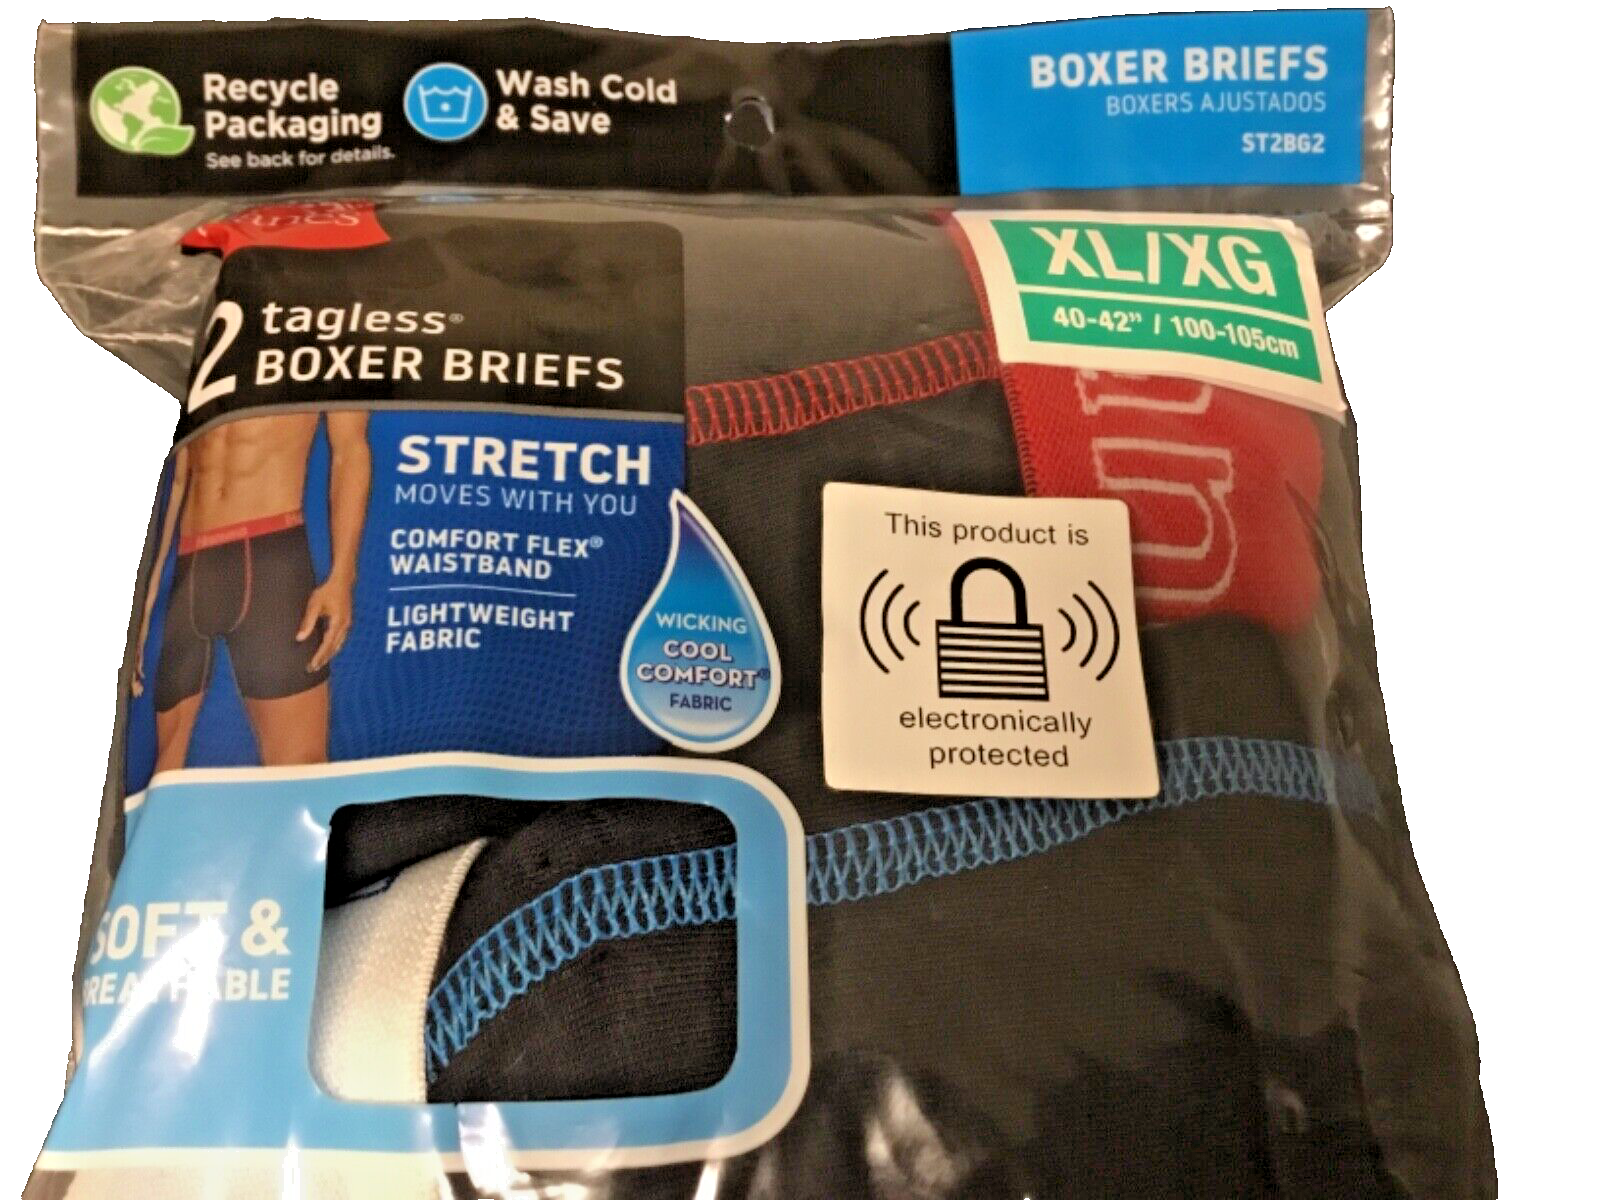 Recycle
Packaging
See back for details.
Wash Cold
& Save
BOXER BRIEFS
BOXERS AJUSTADOS
ST2BG2
XL/XG
40-42" / 100-105cm
2 tagless®
BOXER BRIEFS
STRETCH
MOVES WITH YOU
COMFORT FLEX®
WAISTBAND
LIGHTWEIGHT
FABRIC
WICKING
COOL
COMFORT®
FABRIC
This product is
electronically
protected
SOFT &
BREATHABLE